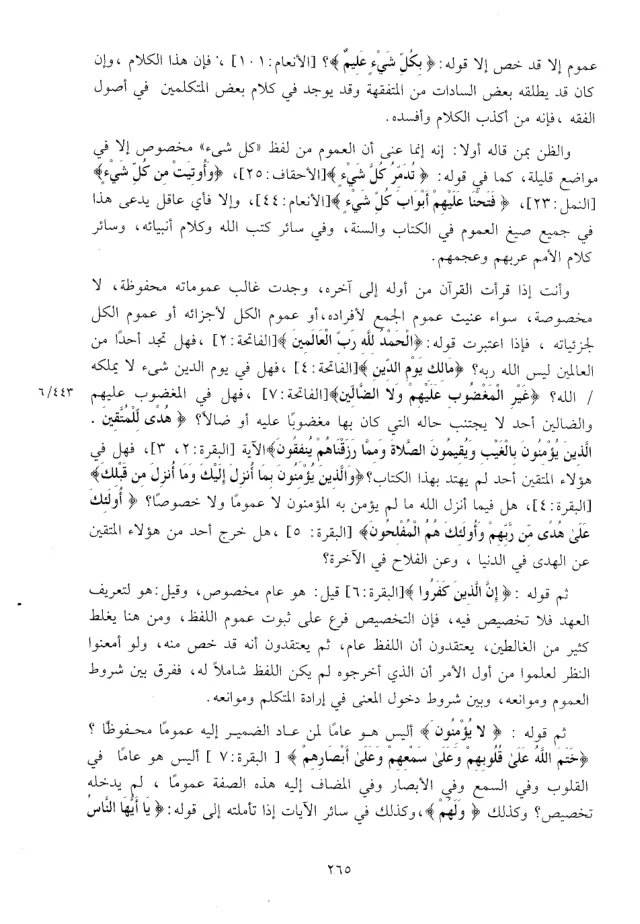 عموم إلا قد خص إلا قوله: ﴿ بِكُلِّ شَيْءٍ عَلِيمٌ ﴾؟ [الأنعام: ١٠١] ، فإن هذا الكلام ،وإن
كان قد يطلقه بعض السادات من المتفقهة وقد يوجد في كلام بعض المتكلمين في أصول
الفقه ،فإنه من أكذب الكلام وأفسده.
والظن بمن قاله أولا: إنه إنما عنى أن العموم من لفظ «كل شىء» مخصوص إلا في
مواضع قليلة، كما في قوله: ﴿ تُدَمِّرُ كُلَّ شَيْءٍ ﴾[الأحقاف: ٢٥]، ﴿وَأُوتِيَتْ مِن كُلِّ شَيْءٍ﴾
[النمل: ٢٣]، ﴿ فَتَحْنَا عَلَيْهِمْ أَبْوَابَ كُلِّ شَيْءٍ ﴾[الأنعام: ٤٤]، وإلا فأي عاقل يدعى هذا
في جميع صيغ العموم في الكتاب والسنة، وفي سائر كتب الله وكلام أنبيائه، وسائر
كلام الأمم عربهم وعجمهم.
وأنت إذا قرأت القرآن من أوله إلى آخره، وجدت غالب عموماته محفوظة، لا
مخصوصة، سواء عنيت عموم الجمع لأفراده،أو عموم الكل لأجزائه أو عموم الكل
لجزئياته ، فإذا اعتبرت قوله: ﴿الْحَمْدُ لِلَّهِ رَبِّ الْعَالَمِينَ ﴾[الفاتحة: ٢] ،فهل تجد أحدًا من
العالمين ليس الله ربه؟ ﴿مَالِكِ يَوْمِ الدِّينِ ﴾[الفاتحة: ٤] ،فهل في يوم الدين شىء لا يملكه
٦/٤٤٣ / الله؟ ﴿غَيْرِ الْمَغْضُوبِ عَلَيْهِمْ وَلا الضَّالِّينَ﴾[الفاتحة: ٧] ،فهل في المغضوب عليهم
والضالين أحد لا يجتنب حاله التي كان بها مغضوبًا عليه أو ضالاً؟ ﴿ هُدًى لِّلْمُتَّقِينَ .
الَّذِينَ يُؤْمِنُونَ بِالْغَيْبِ وَيُقِيمُونَ الصَّلاةَ وَمِمَّا رَزَقْنَاهُمْ يُنفِقُونَ﴾الآية [البقرة: ٢، ٣]، فهل في
هؤلاء المتقين أحد لم يهتد بهذا الكتاب؟ ﴿وَالَّذِينَ يُؤْمِنُونَ بِمَا أُنزِلَ إِلَيْكَ وَمَا أُنزِلَ مِن قَبْلِكَ﴾
[البقرة: ٤]، هل فيما أنزل الله ما لم يؤمن به المؤمنون لا عمومًا ولا خصوصًا؟ ﴿ أُولَئِكَ
عَلَىٰ هُدًى مِّن رَّبِّهِمْ وَأُولَئِكَ هُمُ الْمُفْلِحُونَ﴾ [البقرة: ٥] ،هل خرج أحد من هؤلاء المتقين
عن الهدى في الدنيا ، وعن الفلاح في الآخرة؟
ثم قوله : ﴿ إِنَّ الَّذِينَ كَفَرُوا ﴾[البقرة: ٦] قيل: هو عام مخصوص، وقيل:هو لتعريف
العهد فلا تخصيص فيه، فإن التخصيص فرع على ثبوت عموم اللفظ، ومن هنا يغلط
كثير من الغالطين، يعتقدون أن اللفظ عام، ثم يعتقدون أنه قد خص منه، ولو أمعنوا
النظر لعلموا من أول الأمر أن الذي أخرجوه لم يكن اللفظ شاملاً له، ففرق بين شروط
العموم وموانعه، وبين شروط دخول المعنى في إرادة المتكلم وموانعه.
ثم قوله : ﴿ لا يُؤْمِنُونَ ﴾ أليس هو عامًا لمن عاد الضمير إليه عمومًا محفوظًا ؟
﴿خَتَمَ اللَّهُ عَلَىٰ قُلُوبِهِمْ وَعَلَىٰ سَمْعِهِمْ وَعَلَىٰ أَبْصَارِهِمْ ﴾ [ البقرة: ٧ ] أليس هو عامًا في
القلوب وفي السمع وفي الأبصار وفي المضاف إليه هذه الصفة عمومًا ، لم يدخله
تخصيص؟ وكذلك ﴿ وَلَهُمْ ﴾،وكذلك في سائر الآيات إذا تأملته إلى قوله: ﴿ يَا أَيُّهَا النَّاسُ
٢٦٥